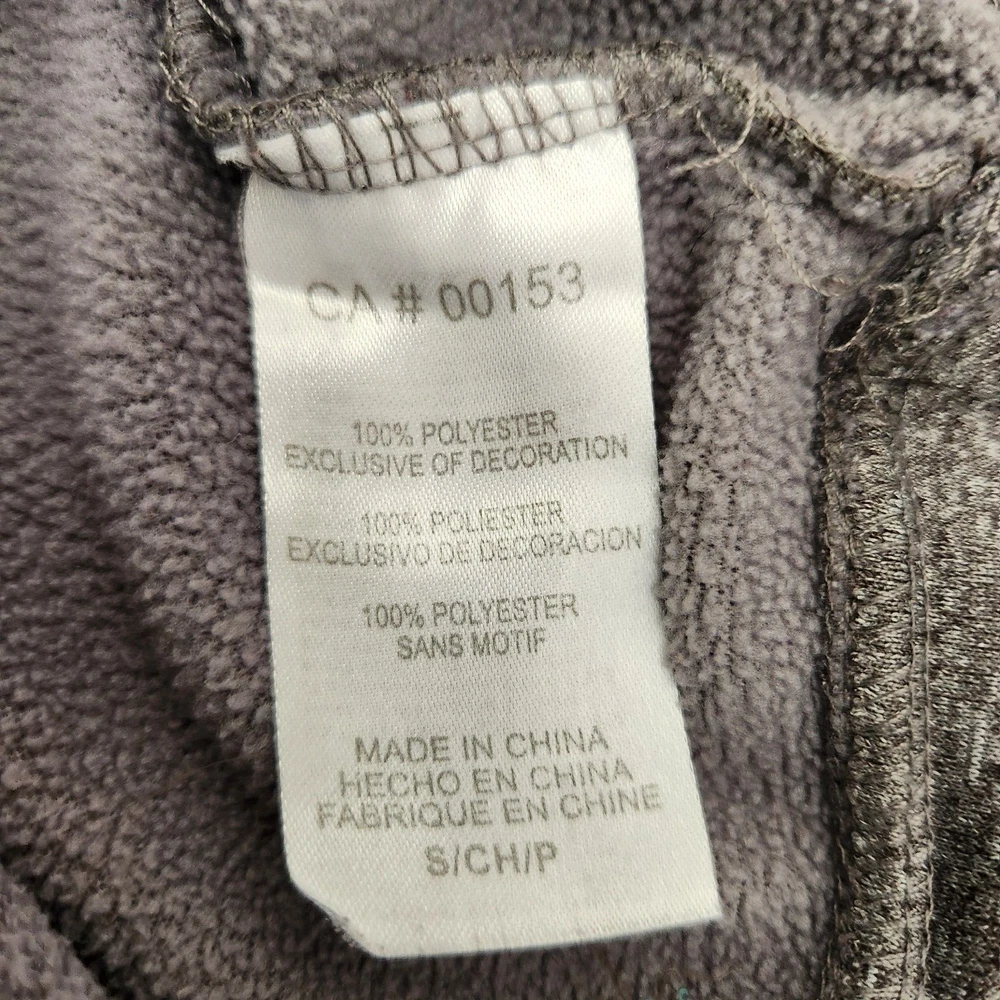 CA # 00153
100% POLYESTER
EXCLUSIVE OF DECORATION
100% POLIESTER
EXCLUSIVO DE DECORACION
100% POLYESTER
SANS MOTIF
MADE IN CHINA
HECHO EN CHINA
FABRIQUE EN CHINE
S/CH/P